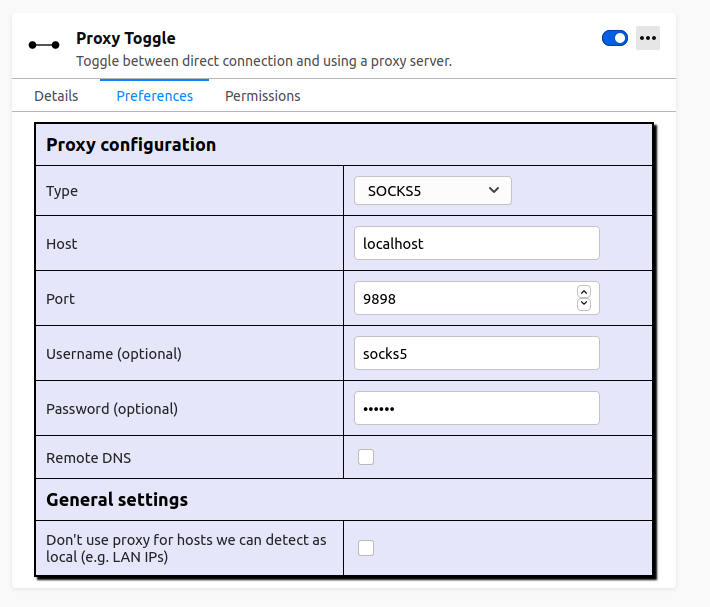 Proxy Toggle
Toggle between direct connection and using a proxy server.
Details
Preferences
Permissions
Proxy configuration
Type
SOCKS5
Host
localhost
Port
9898
Username (optional)
socks5
Password (optional)
••••••
Remote DNS
General settings
Don't use proxy for hosts we can detect as
local (e.g. LAN IPs)